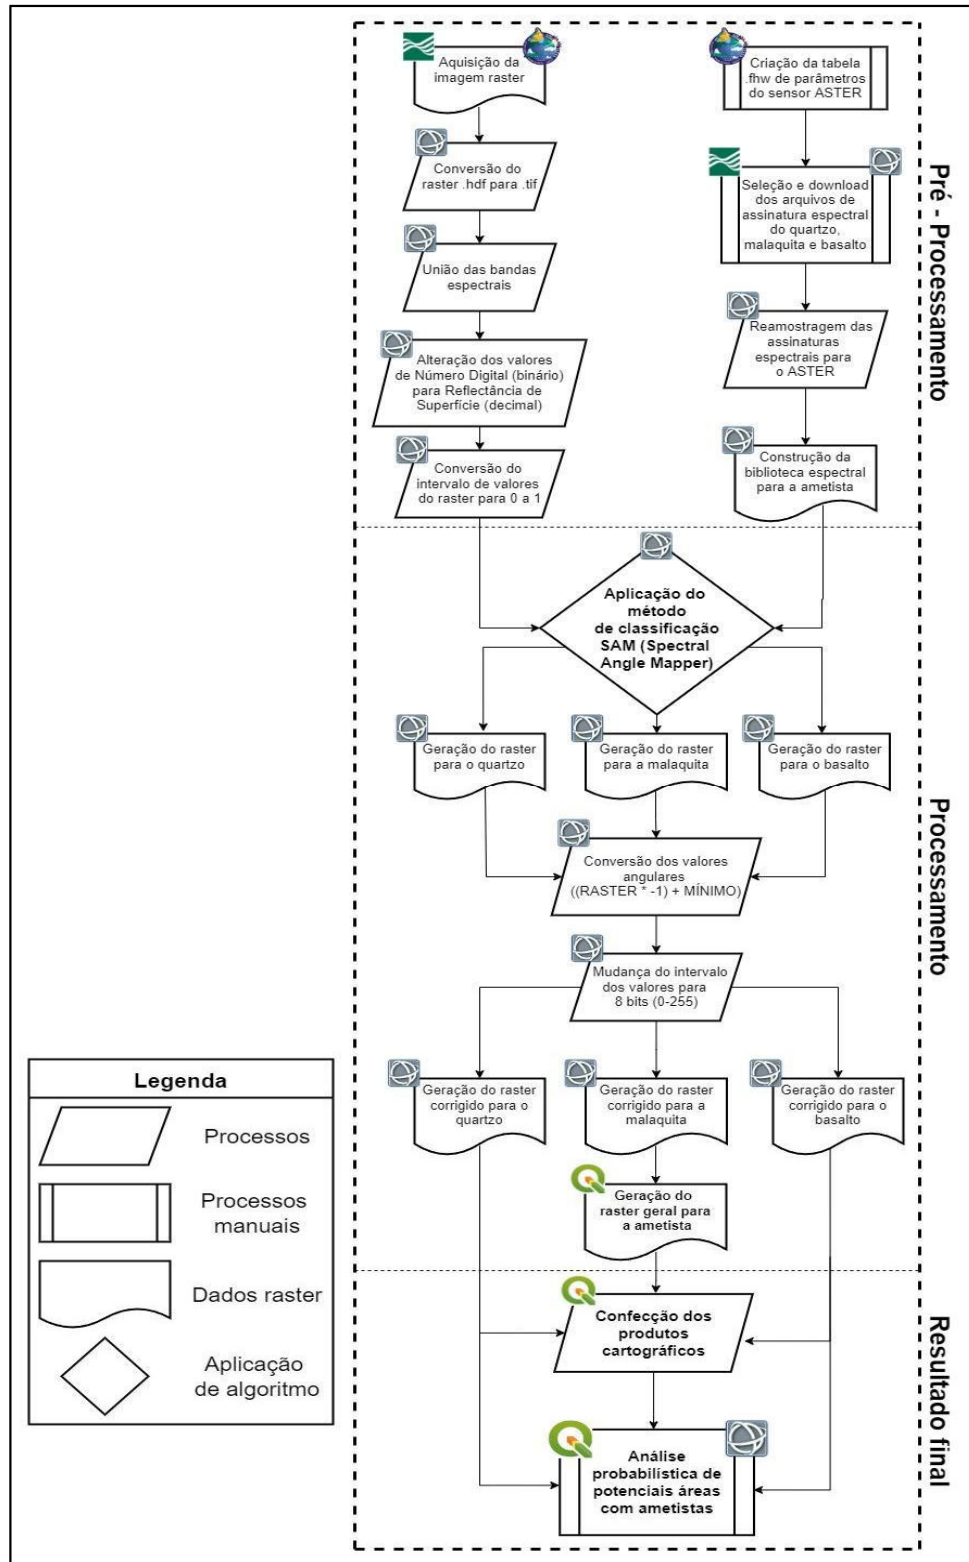 Aquisição da
imagem raster
Criação da tabela
.fhw de parâmetros
do sensor ASTER
Pré - Processamento
Conversão do
raster .hdf para .tif
Seleção e download
dos arquivos de
assinatura espectral
do quartzo,
malaquita e basalto
União das bandas
espectrais
Reamostragem das
assinaturas
espectrais para
o ASTER
Alteração dos valores
de Número Digital (binário)
para Reflectância de
Superfície (decimal)
Construção da
biblioteca espectral
para a ametista
Conversão do
intervalo de valores
do raster para 0 a 1
Aplicação do
método
de classificação
SAM (Spectral
Angle Mapper)
Processamento
Geração do raster
para o quartzo
Geração do raster
para a malaquita
Geração do raster
para o basalto
Conversão dos valores
angulares
((RASTER * -1) + MÍNIMO)
Mudança do intervalo
dos valores para
8 bits (0-255)
Geração do raster
corrigido para o
quartzo
Geração do raster
corrigido para a
malaquita
Geração do raster
corrigido para o
basalto
Geração do
raster geral para
a ametista
Resultado final
Confecção dos
produtos
cartográficos
Análise
probabilística de
potenciais áreas
com ametistas
Legenda
Processos
Processos
manuais
Dados raster
Aplicação
de algoritmo